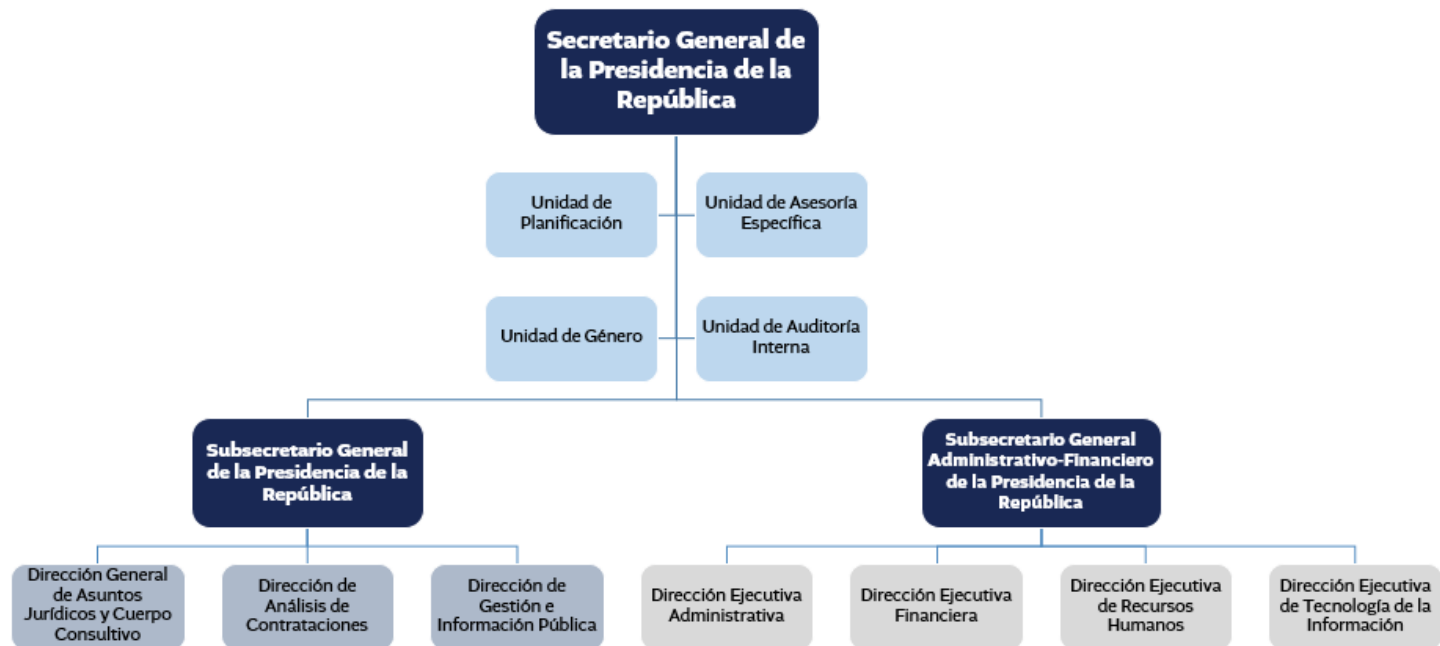 Secretario General de
la Presidencia de la
República
Unidad de
Planificación
Unidad de Asesoría
Específica
Unidad de Género
Unidad de Auditoría
Interna
Subsecretario General
de la Presidencia de la
República
Subsecretario General
Administrativo-Financiero
de la Presidencia de la
República
Dirección General
de Asuntos
Jurídicos y Cuerpo
Consultivo
Dirección de
Análisis de
Contrataciones
Dirección de
Gestión e
Información Pública
Dirección Ejecutiva
Administrativa
Dirección Ejecutiva
Financiera
Dirección Ejecutiva
de Recursos
Humanos
Dirección Ejecutiva
de Tecnología de la
Información